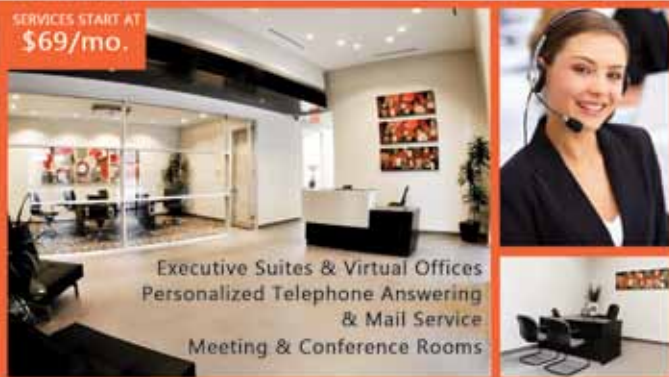 SERVICES START AT
$69/mo.
Executive Suites & Virtual Offices
Personalized Telephone Answering
& Mail Service
Meeting & Conference Rooms